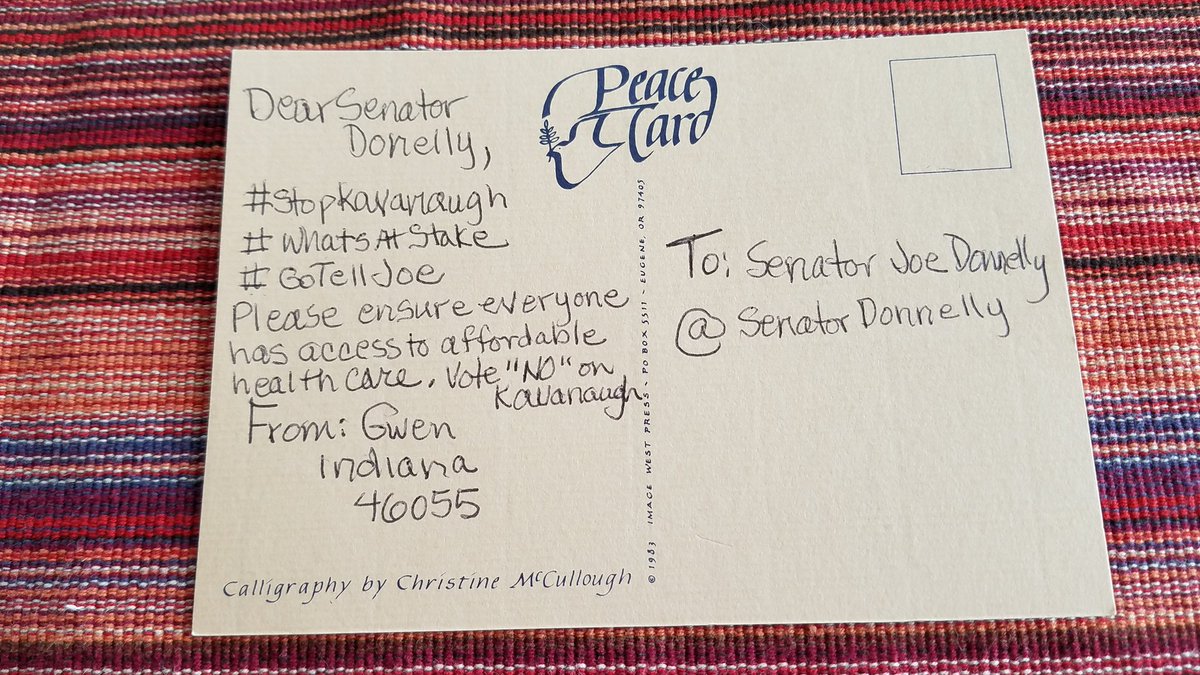 Dear Senator
Donelly,
#StopKavanaugh
#WhatsAtStake
#GoTellJoe
Please ensure everyone
has access to affordable
health care. Vote "NO" on
Kavanaugh
From: Gwen
Indiana
46055
Calligraphy by Christine McCullough
Peace
Card
© 1983 IMAGE WEST PRESS - PO BOX 5511 - EUGENE OR 97405
To: Senator Joe Donnelly
@SenatorDonnelly